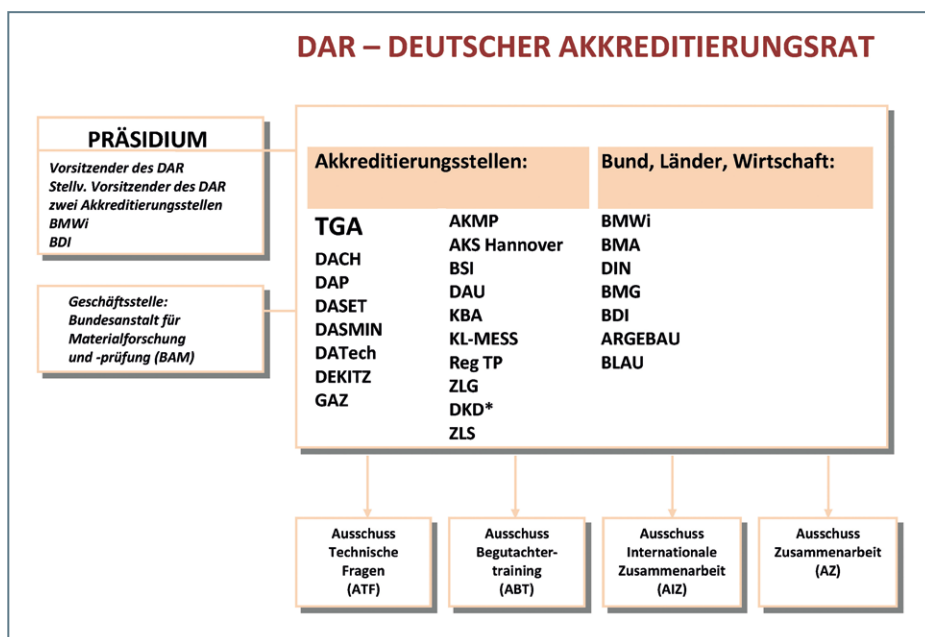 DAR – DEUTSCHER AKKREDITIERUNGSRAT
PRÄSIDIUM
Vorsitzender des DAR
Stellv. Vorsitzender des DAR
zwei Akkreditierungsstellen
BMWi
BDI
Geschäftsstelle:
Bundesanstalt für
Materialforschung
und -prüfung (BAM)
Akkreditierungsstellen:
TGA
DACH
DAP
DASET
DASMIN
DATech
DEKITZ
GAZ
AKMP
AKS Hannover
BSI
DAU
KBA
KL-MESS
Reg TP
ZLG
DKD*
ZLS
Bund, Länder, Wirtschaft:
BMWi
BMA
DIN
BMG
BDI
ARGEBAU
BLAU
Ausschuss
Technische
Fragen
(ATF)
Ausschuss
Begutachter-
training
(ABT)
Ausschuss
Internationale
Zusammenarbeit
(AIZ)
Ausschuss
Zusammenarbeit
(AZ)